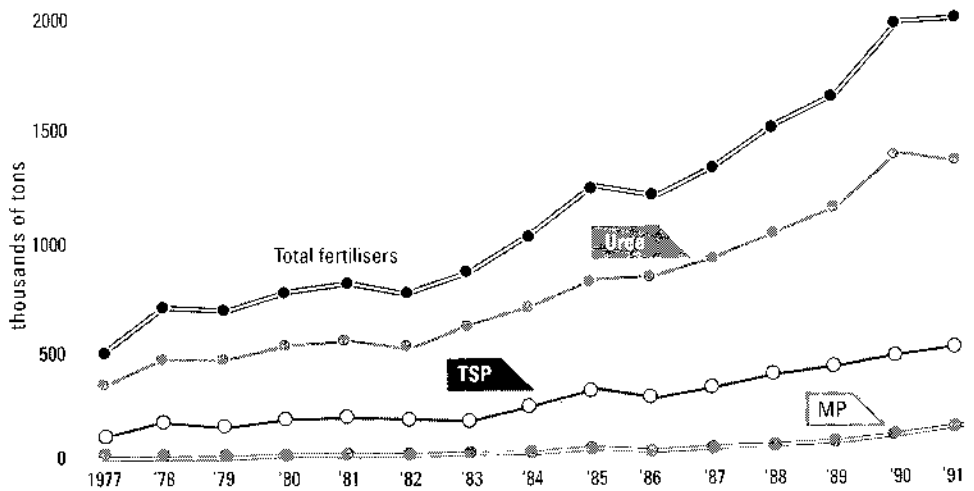 2000
1500
1000
500
0
thousands of tons
Total fertilisers
Urea
TSP
MP
1977 '78 '79 '80 '81 '82 '83 '84 '85 '86 '87 '88 '89 '90 '91